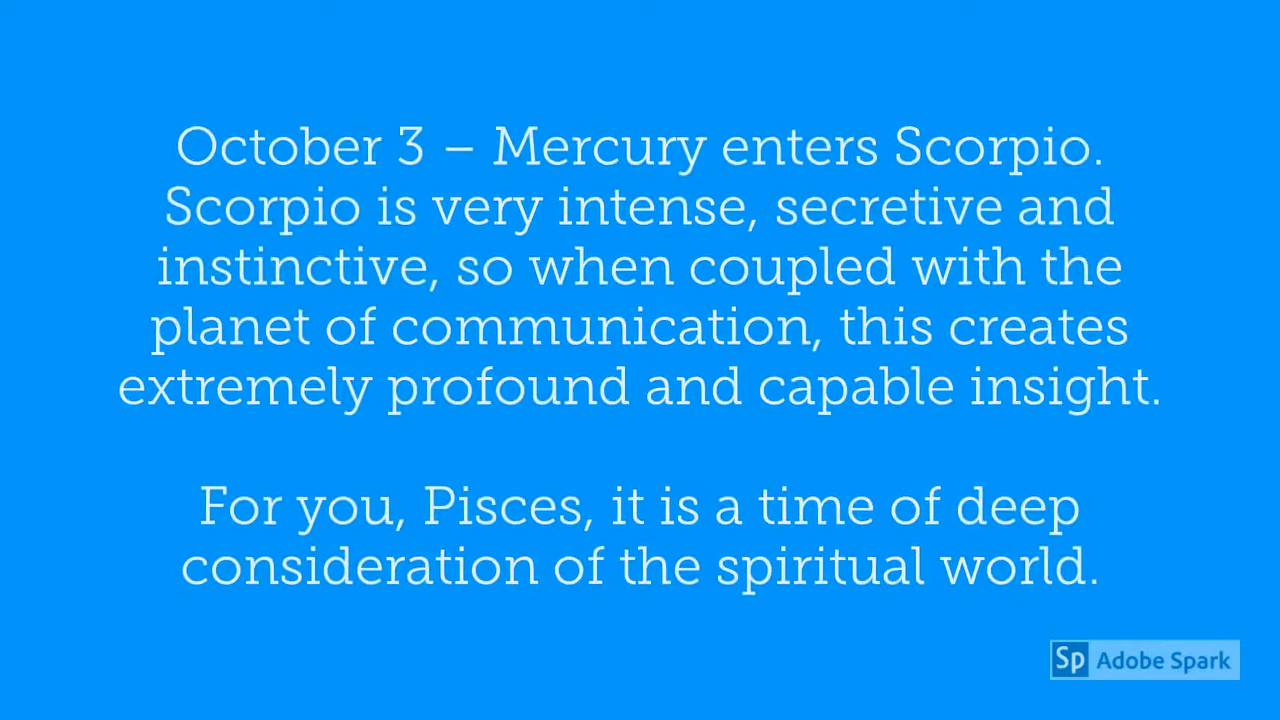 October 3 – Mercury enters Scorpio.
Scorpio is very intense, secretive and
instinctive, so when coupled with the
planet of communication, this creates
extremely profound and capable insight.
For you, Pisces, it is a time of deep
consideration of the spiritual world.
Sp Adobe Spark